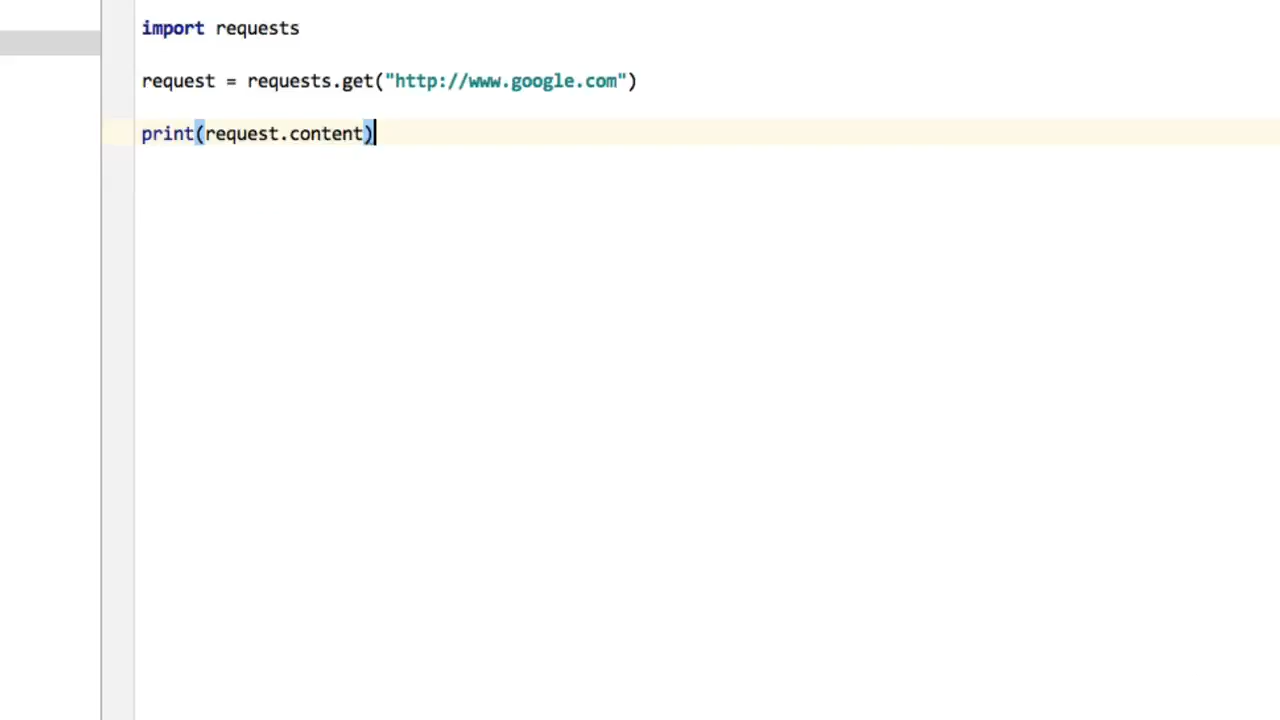 import requests
request = requests.get("http://www.google.com")
print(request.content)